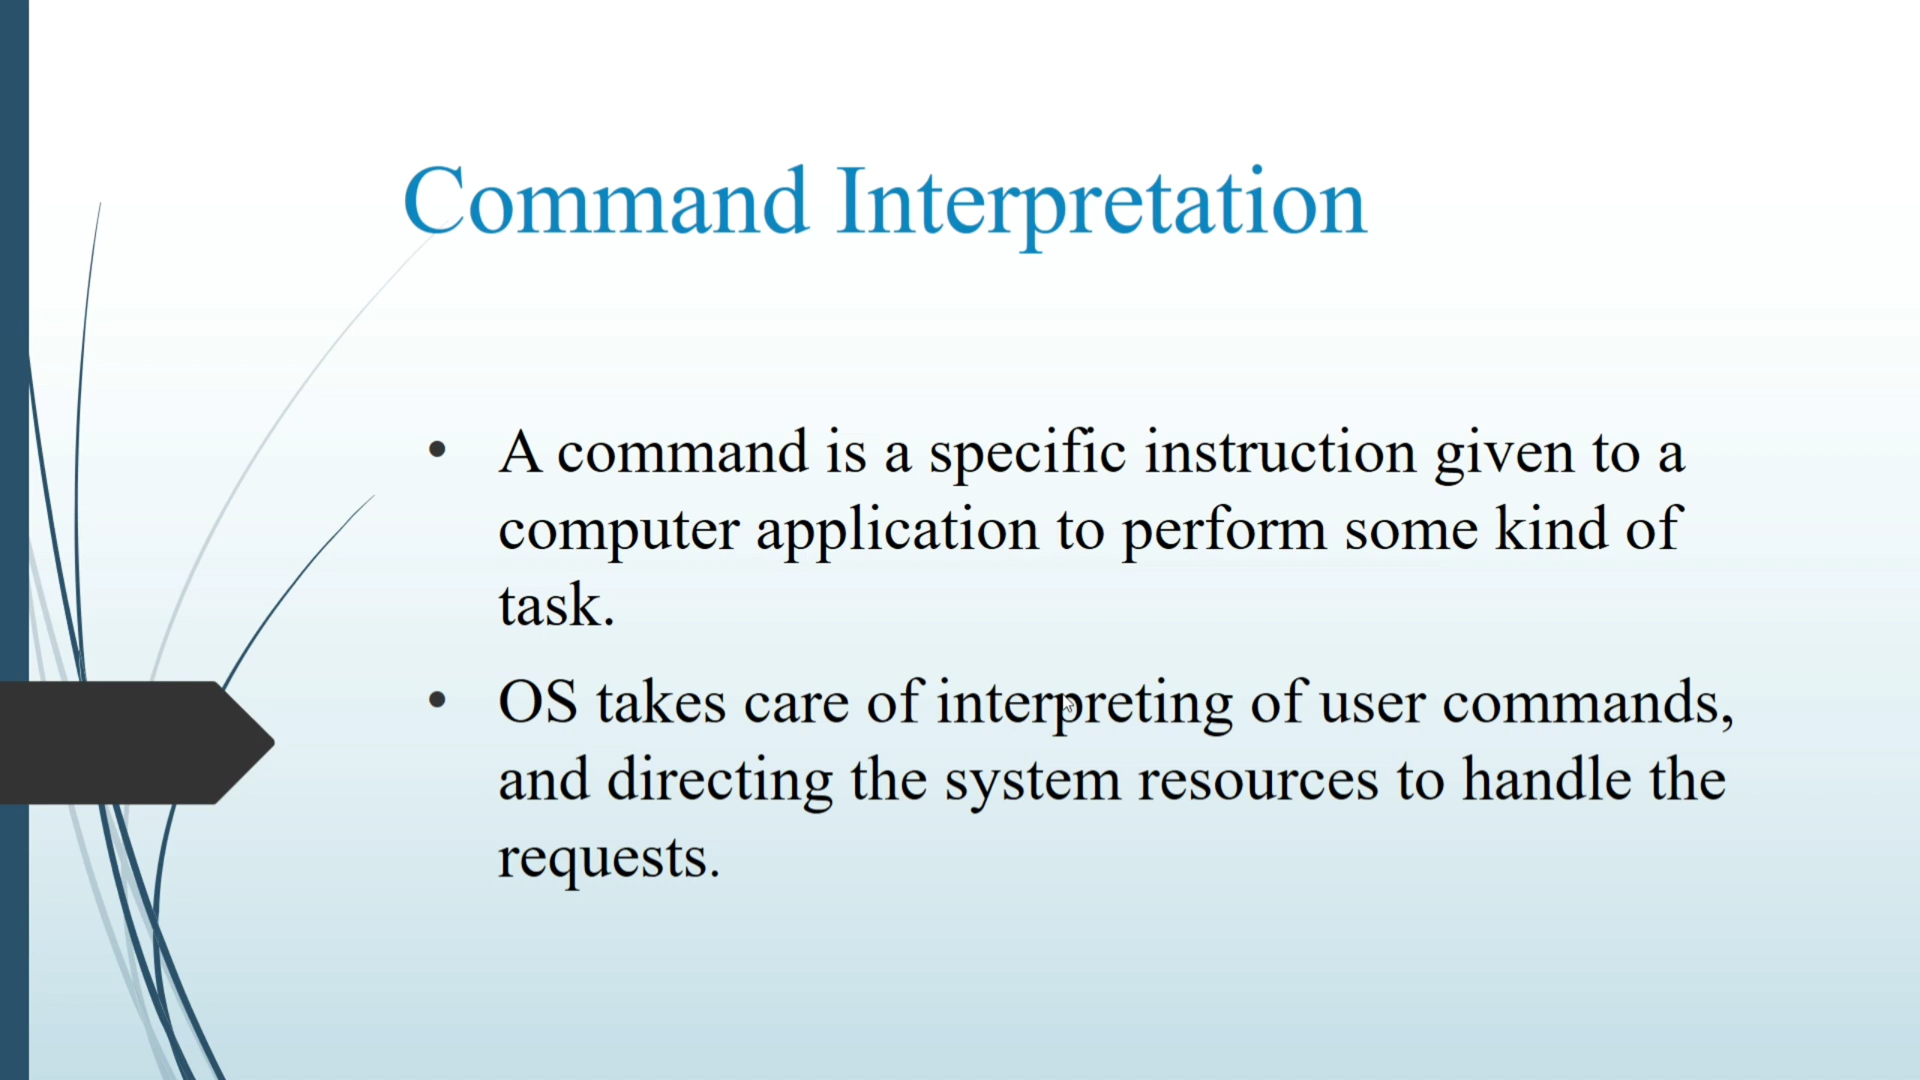 Command Interpretation
• A command is a specific instruction given to a
computer application to perform some kind of
task.
• OS takes care of interpreting of user commands,
and directing the system resources to handle the
requests.